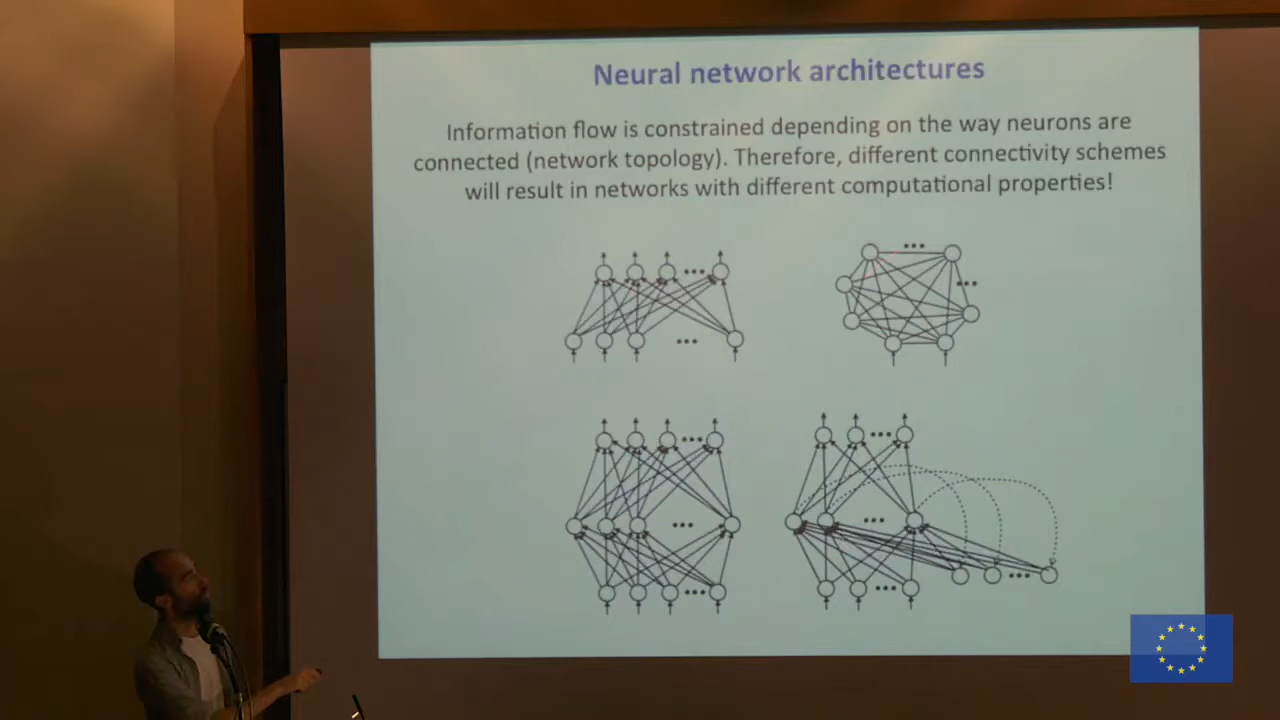 Neural network architectures
Information flow is constrained depending on the way neurons are
connected (network topology). Therefore, different connectivity schemes
will result in networks with different computational properties!